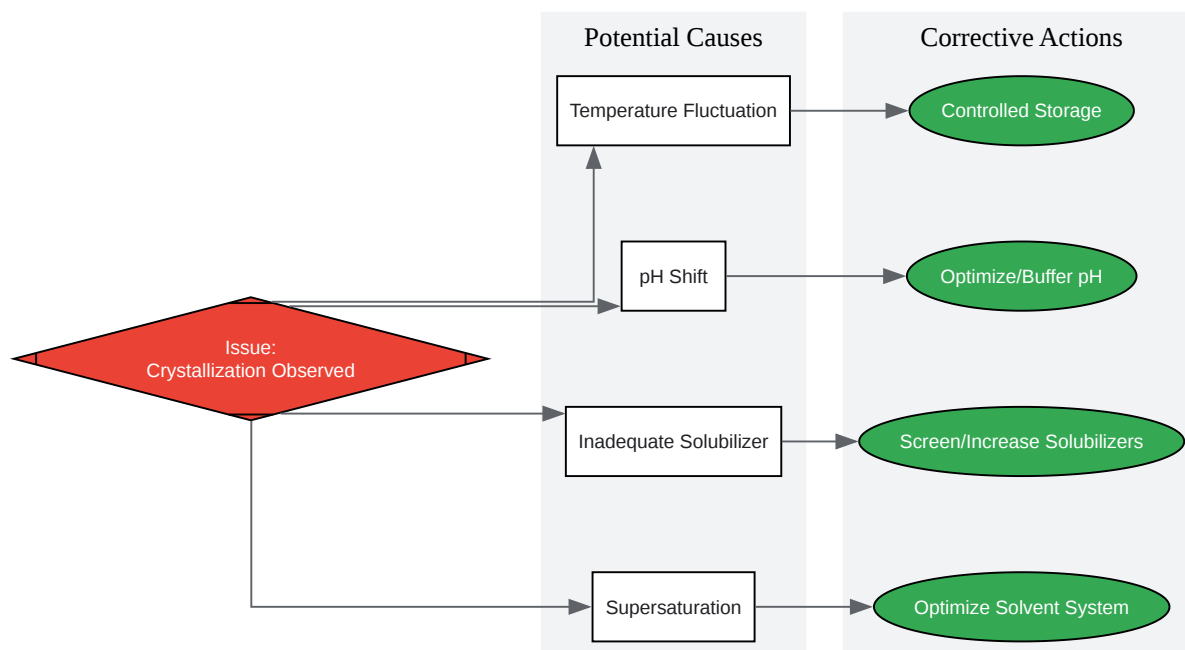 Potential Causes
Corrective Actions
Temperature Fluctuation
Controlled Storage
pH Shift
Optimize/Buffer pH
Issue:
Crystallization Observed
Inadequate Solubilizer
Screen/Increase Solubilizers
Supersaturation
Optimize Solvent System